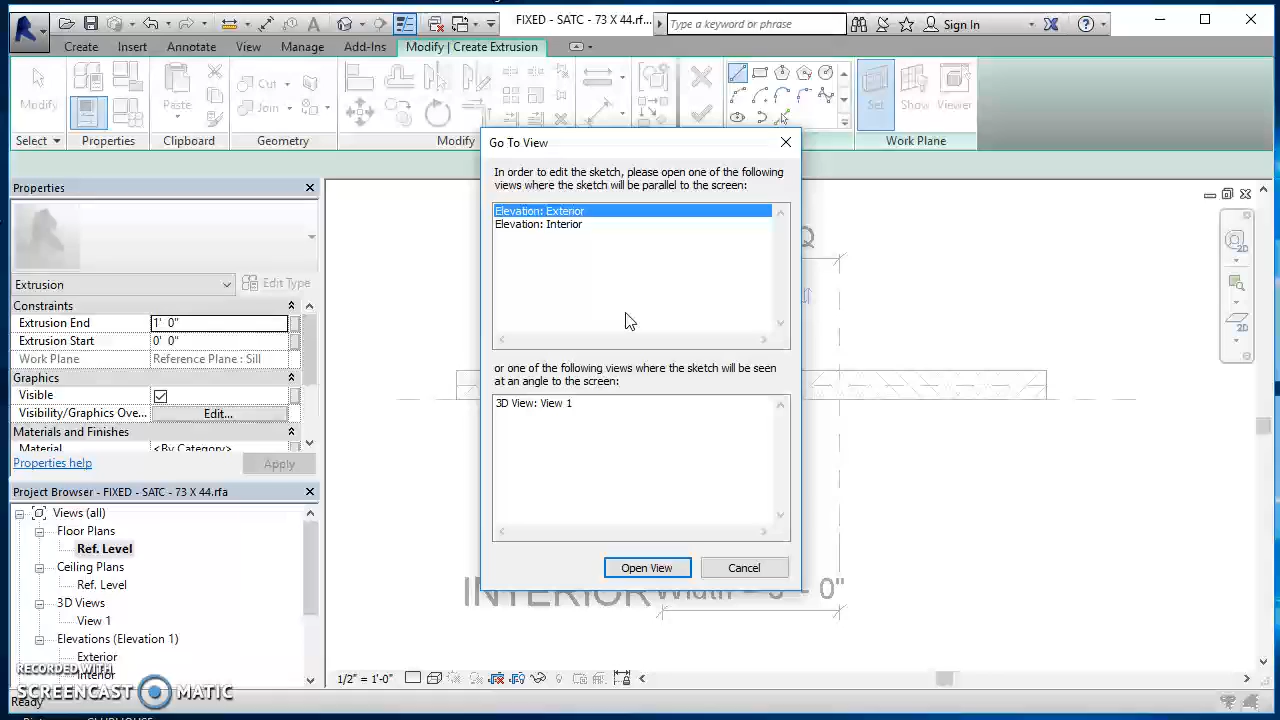 FIXED - SATC - 73 X 44.rf...
Type a keyword or phrase
Sign In
Create
Insert
Annotate
View
Manage
Add-Ins
Modify | Create Extrusion
Modify
Paste
Cut
Join
Set
Show
Viewer
Select
Properties
Clipboard
Geometry
Modify
Work Plane
Properties
Extrusion
Edit Type
Constraints
Extrusion End 1' 0"
Extrusion Start 0' 0"
Work Plane Reference Plane : Sill
Graphics
Visible
Visibility/Graphics Ove... Edit...
Materials and Finishes
Material <By Category>
Properties help
Apply
Project Browser - FIXED - SATC - 73 X 44.rfa
Views (all)
Floor Plans
Ref. Level
Ceiling Plans
Ref. Level
3D Views
View 1
Elevations (Elevation 1)
Exterior
Interior
Go To View
In order to edit the sketch, please open one of the following
views where the sketch will be parallel to the screen:
Elevation: Exterior
Elevation: Interior
or one of the following views where the sketch will be seen
at an angle to the screen:
3D View: View 1
Open View
Cancel
Q
2D
2D
INTERIOR
Width = 3' - 0"
1/2" = 1'-0"
RECORDED WITH
SCREENCAST MATIC
Ready